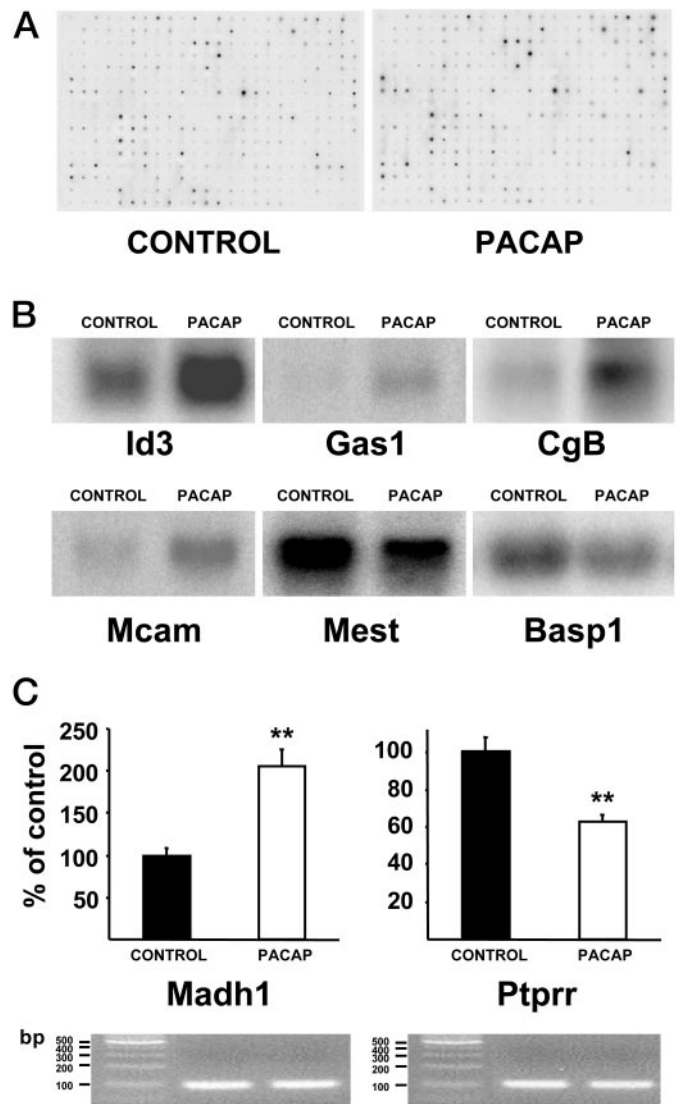 A
CONTROL PACAP
B
CONTROL PACAP CONTROL PACAP CONTROL PACAP
Id3 Gas1 CgB
CONTROL PACAP CONTROL PACAP CONTROL PACAP
Mcam Mest Basp1
C
% of control
250
200
150
100
50
**
CONTROL PACAP
Madh1
100
80
60
40
20
**
CONTROL PACAP
Ptprr
bp
500
400
300
200
100
500
400
300
200
100